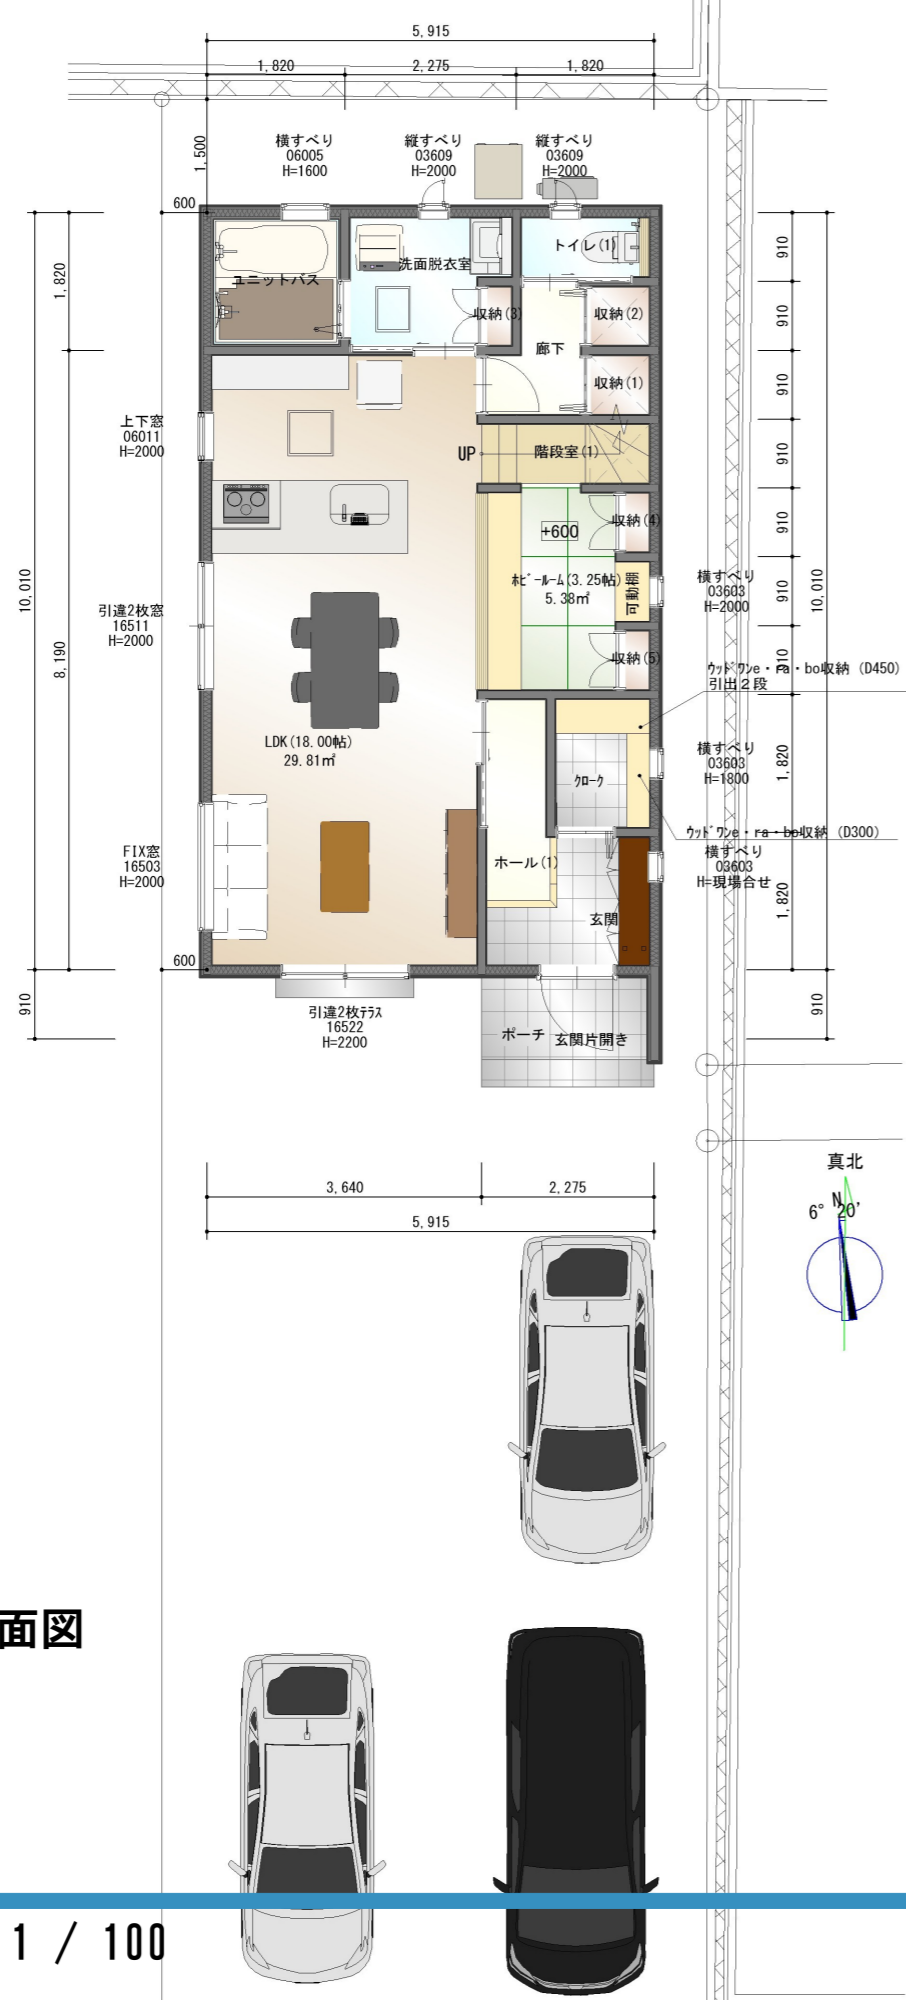 5,915
1,820
2,275
1,820
1,500
横すべり
06005
H=1600
縦すべり
03609
H=2000
縦すべり
03609
H=2000
600
1,820
910
910
910
910
910
910
910
1,820
1,820
10,010
910
10,010
8,190
910
ユニットバス
洗面脱衣室
トイレ(1)
収納(3)
収納(2)
廊下
収納(1)
上下窓
06011
H=2000
UP
階段室(1)
+600
収納(4)
ﾎﾋﾞｰﾙｰﾑ(3.25帖)
5.38㎡
可動棚
収納(5)
横すべり
03603
H=2000
引違2枚窓
16511
H=2000
ｳｯﾄﾞﾜﾝe・ra・bo収納 (D450)
引出２段
LDK(18.00帖)
29.81㎡
ｸﾛｰｸ
横すべり
03603
H=1800
ｳｯﾄﾞﾜﾝe・ra・bo収納 (D300)
FIX窓
16503
H=2000
ホール(1)
横すべり
03603
H=現場合せ
玄関
600
引違2枚ﾃﾗｽ
16522
H=2200
ポーチ
玄関片開き
真北
N
6° 20'
3,640
2,275
5,915
面図
1 / 100